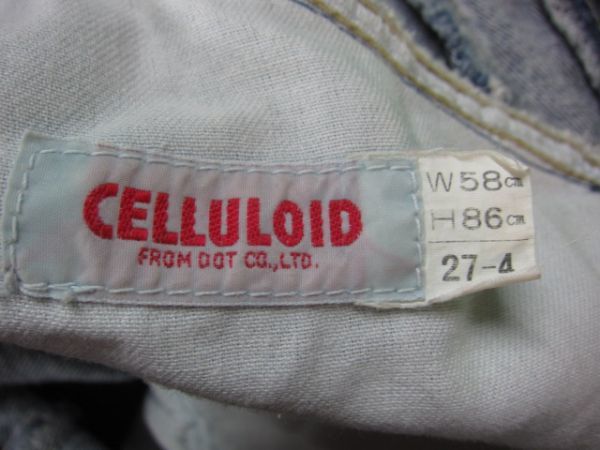 CELLULOID
FROM DOT CO.,LTD.
W58cm
H86cm
27-4